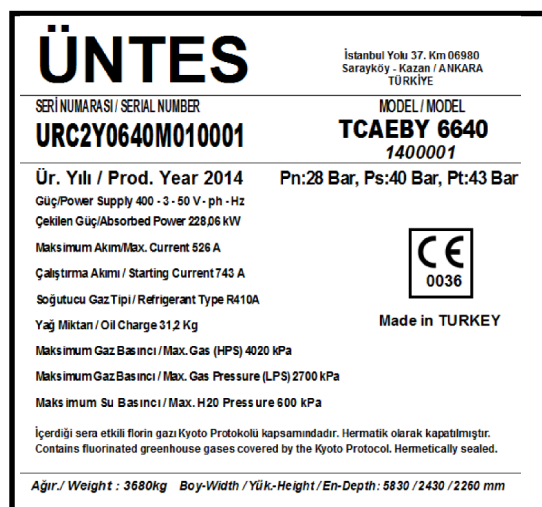 ÜNTES
İstanbul Yolu 37. Km 06980
Sarayköy - Kazan / ANKARA
TÜRKİYE
SERİ NUMARASI / SERIAL NUMBER
URC2Y0640M010001
MODEL / MODEL
TCAEBY 6640
1400001
Ür. Yılı / Prod. Year 2014
Pn:28 Bar, Ps:40 Bar, Pt:43 Bar
Güç/Power Supply 400 - 3 - 50 V - ph - Hz
Çekilen Güç/Absorbed Power 228,06 kW
Maksimum Akım/Max. Current 526 A
Çalıştırma Akımı / Starting Current 743 A
Soğutucu Gaz Tipi / Refrigerant Type R410A
Yağ Miktarı / Oil Charge 31,2 Kg
Maksimum Gaz Basıncı / Max. Gas (HPS) 4020 kPa
Maksimum Gaz Basıncı / Max. Gas Pressure (LPS) 2700 kPa
Maksimum Su Basıncı / Max. H20 Pressure 600 kPa
CE
0036
Made in TURKEY
İçerdiği sera etkili florin gazı Kyoto Protokolü kapsamındadır. Hermatik olarak kapatılmıştır.
Contains fluorinated greenhouse gases covered by the Kyoto Protocol. Hermetically sealed.
Ağır./ Weight : 3680kg Boy-Width / Yük.-Height / En-Depth: 5830 / 2430 / 2260 mm